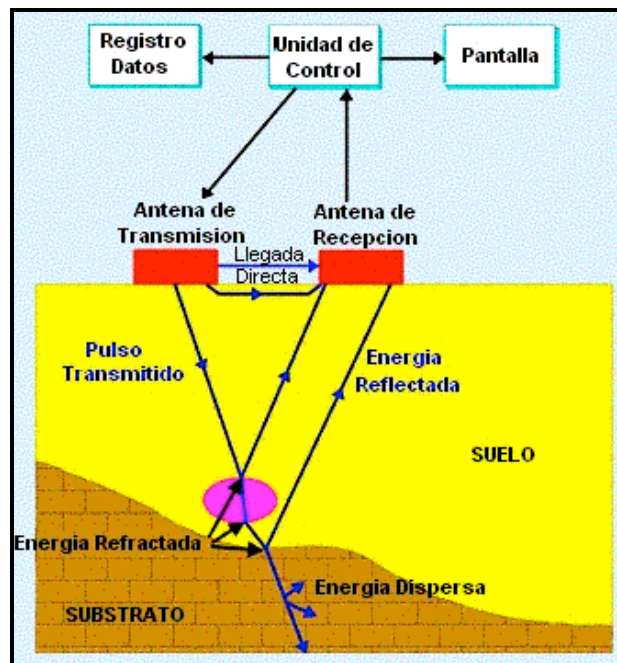 Registro
Datos
Unidad de
Control
Pantalla
Antena de
Transmision
Antena de
Recepcion
Llegada
Directa
Pulso
Transmitido
Energia
Reflectada
SUELO
Energia Refractada
Energia Dispersa
SUBSTRATO